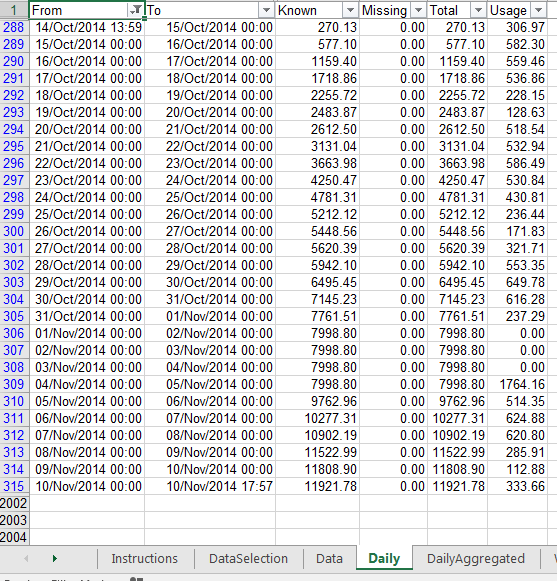 1 From To Known Missing Total Usage
288 14/Oct/2014 13:59 15/Oct/2014 00:00 270.13 0.00 270.13 306.97
289 15/Oct/2014 00:00 16/Oct/2014 00:00 577.10 0.00 577.10 582.30
290 16/Oct/2014 00:00 17/Oct/2014 00:00 1159.40 0.00 1159.40 559.46
291 17/Oct/2014 00:00 18/Oct/2014 00:00 1718.86 0.00 1718.86 536.86
292 18/Oct/2014 00:00 19/Oct/2014 00:00 2255.72 0.00 2255.72 228.15
293 19/Oct/2014 00:00 20/Oct/2014 00:00 2483.87 0.00 2483.87 128.63
294 20/Oct/2014 00:00 21/Oct/2014 00:00 2612.50 0.00 2612.50 518.54
295 21/Oct/2014 00:00 22/Oct/2014 00:00 3131.04 0.00 3131.04 532.94
296 22/Oct/2014 00:00 23/Oct/2014 00:00 3663.98 0.00 3663.98 586.49
297 23/Oct/2014 00:00 24/Oct/2014 00:00 4250.47 0.00 4250.47 530.84
298 24/Oct/2014 00:00 25/Oct/2014 00:00 4781.31 0.00 4781.31 430.81
299 25/Oct/2014 00:00 26/Oct/2014 00:00 5212.12 0.00 5212.12 236.44
300 26/Oct/2014 00:00 27/Oct/2014 00:00 5448.56 0.00 5448.56 171.83
301 27/Oct/2014 00:00 28/Oct/2014 00:00 5620.39 0.00 5620.39 321.71
302 28/Oct/2014 00:00 29/Oct/2014 00:00 5942.10 0.00 5942.10 553.35
303 29/Oct/2014 00:00 30/Oct/2014 00:00 6495.45 0.00 6495.45 649.78
304 30/Oct/2014 00:00 31/Oct/2014 00:00 7145.23 0.00 7145.23 616.28
305 31/Oct/2014 00:00 01/Nov/2014 00:00 7761.51 0.00 7761.51 237.29
306 01/Nov/2014 00:00 02/Nov/2014 00:00 7998.80 0.00 7998.80 0.00
307 02/Nov/2014 00:00 03/Nov/2014 00:00 7998.80 0.00 7998.80 0.00
308 03/Nov/2014 00:00 04/Nov/2014 00:00 7998.80 0.00 7998.80 0.00
309 04/Nov/2014 00:00 05/Nov/2014 00:00 7998.80 0.00 7998.80 1764.16
310 05/Nov/2014 00:00 06/Nov/2014 00:00 9762.96 0.00 9762.96 514.35
311 06/Nov/2014 00:00 07/Nov/2014 00:00 10277.31 0.00 10277.31 624.88
312 07/Nov/2014 00:00 08/Nov/2014 00:00 10902.19 0.00 10902.19 620.80
313 08/Nov/2014 00:00 09/Nov/2014 00:00 11522.99 0.00 11522.99 285.91
314 09/Nov/2014 00:00 10/Nov/2014 00:00 11808.90 0.00 11808.90 112.88
315 10/Nov/2014 00:00 10/Nov/2014 17:57 11921.78 0.00 11921.78 333.66
2002
2003
2004
Instructions DataSelection Data Daily DailyAggregated